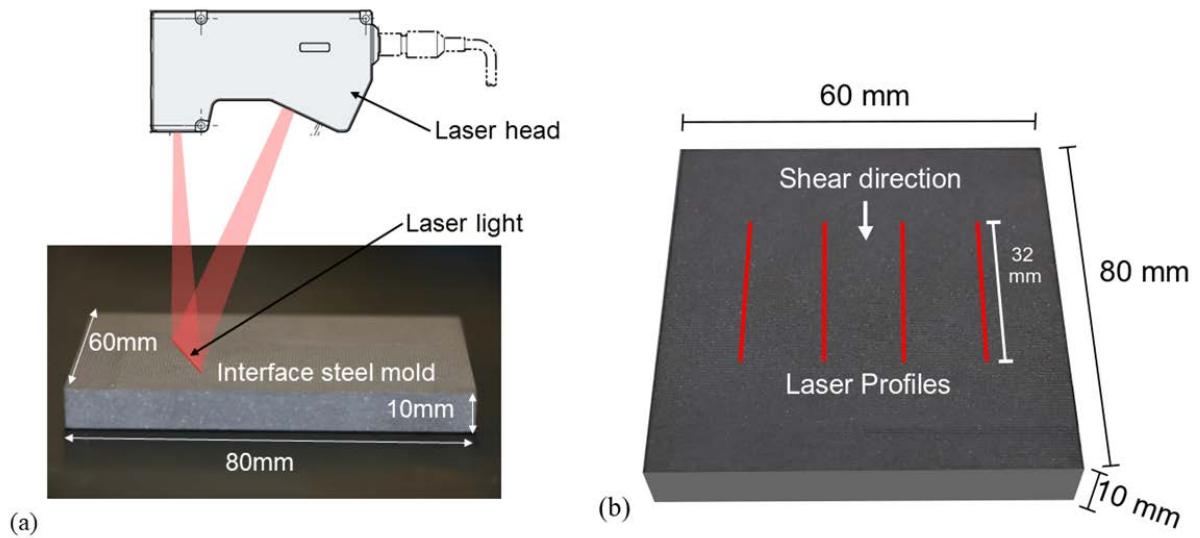 Laser head
Laser light
60mm
Interface steel mold
10mm
80mm
(a)
60 mm
Shear direction
32
mm
80 mm
Laser Profiles
10 mm
(b)